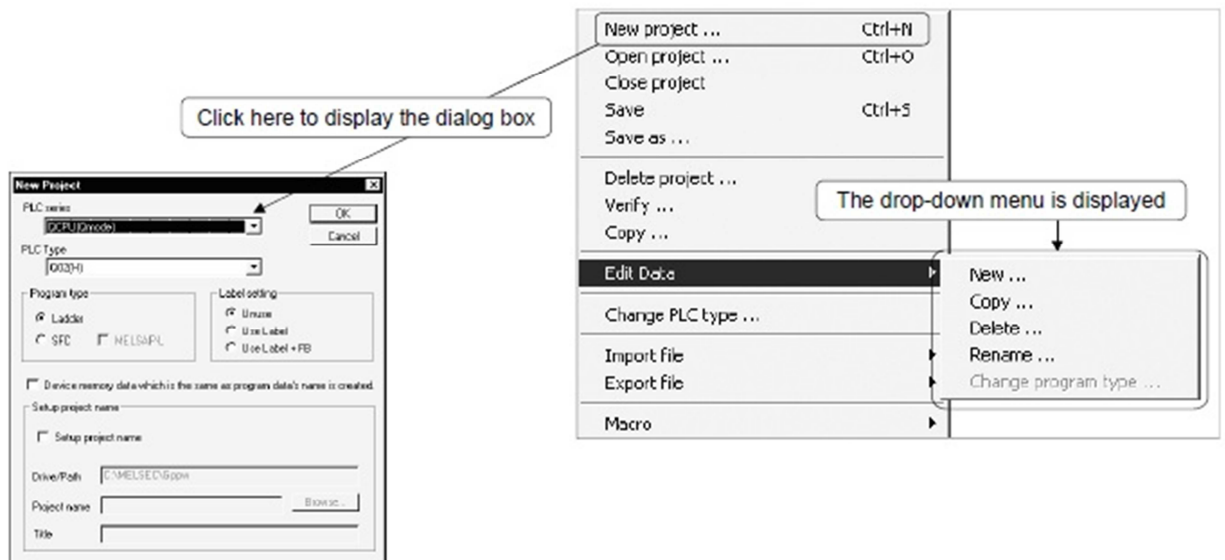 New project ... Ctrl+N
Open project ... Ctrl+O
Close project
Save Ctrl+S
Save as ...
Delete project ...
Verify ...
Copy ...
Edit Data
Change PLC type ...
Import file
Export file
Macro
The drop-down menu is displayed
New ...
Copy ...
Delete ...
Rename ...
Change program type ...
Click here to display the dialog box
New Project
PLC series
OK
QCPU(Qmode)
Cancel
PLC Type
Q02(H)
Program type
Label setting
Ladder
Unuse
SFC MELSAP-L
Use Label
Use Label + FB
Device memory data which is the same as program data's name is created.
Setup project name
Setup project name
Drive/Path C:\MELSEC\Gppw
Project name Browse...
Title